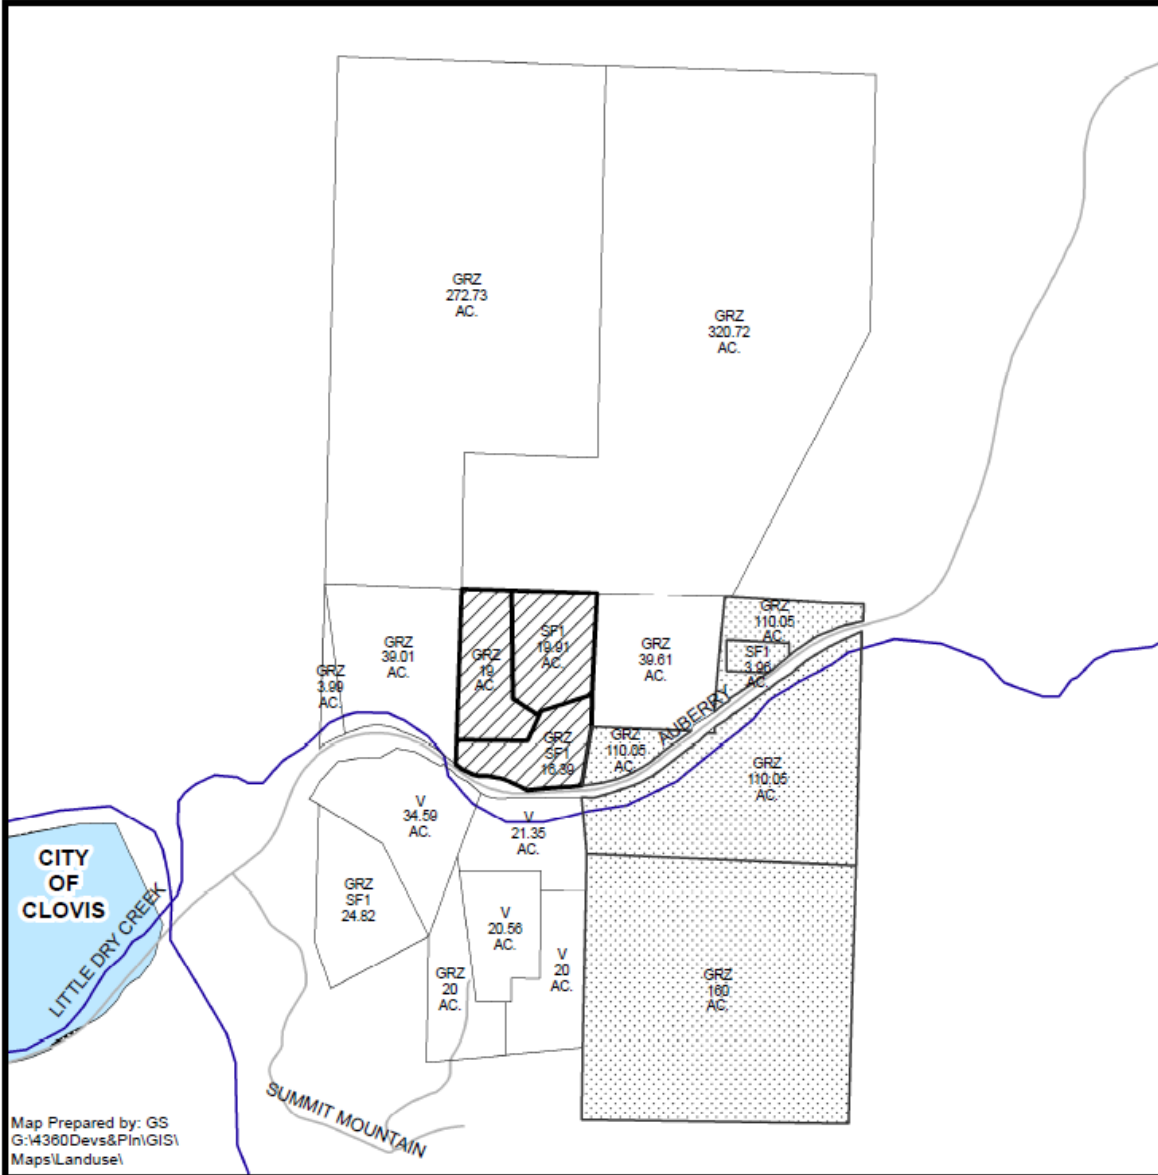 GRZ
272.73
AC.
GRZ
320.72
AC.
GRZ
3.99
AC.
GRZ
39.01
AC.
GRZ
19
AC.
SF1
19.91
AC.
GRZ
SF1
16.39
GRZ
39.61
AC.
GRZ
110.05
AC.
SF1
3.96
AC.
AUBERRY
GRZ
110.05
AC.
GRZ
110.05
AC.
V
34.59
AC.
V
21.35
AC.
CITY
OF
CLOVIS
LITTLE DRY CREEK
GRZ
SF1
24.82
V
20.56
AC.
V
20
AC.
GRZ
20
AC.
GRZ
160
AC.
SUMMIT MOUNTAIN
Map Prepared by: GS
G:\4360Devs&Pln\GIS\
Maps\Landuse\